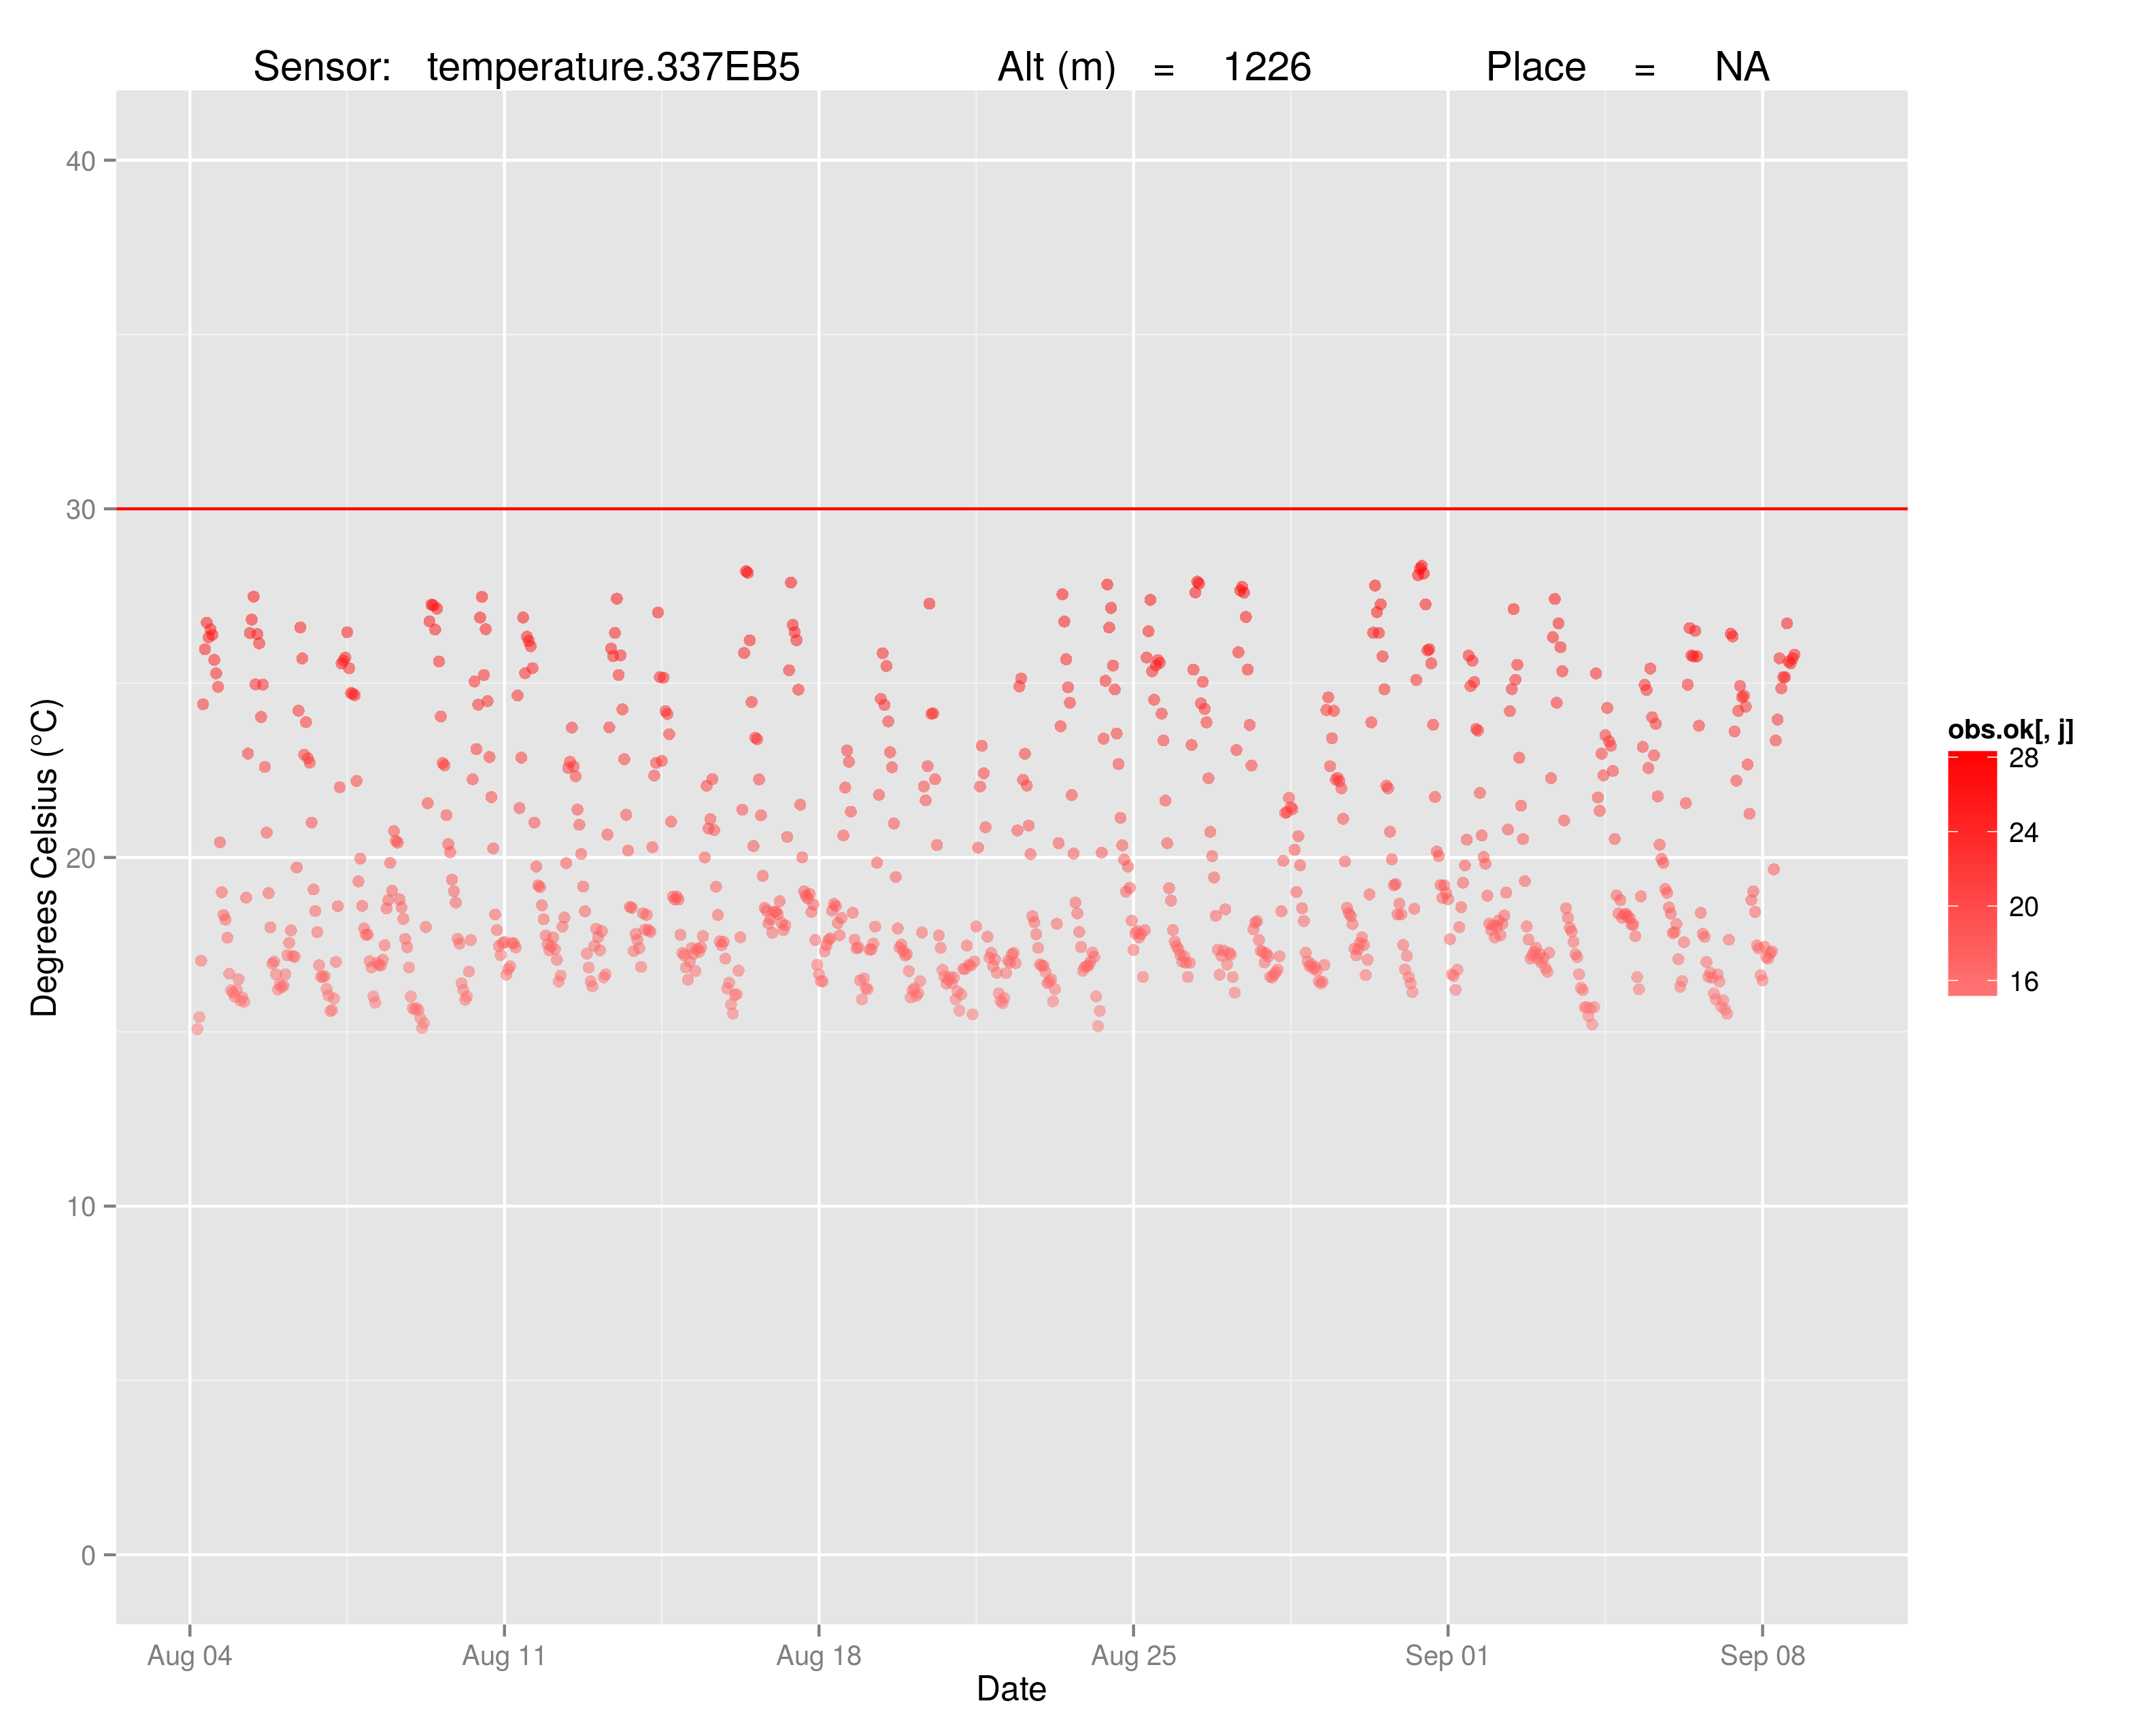 Sensor: temperature.337EB5 Alt (m) = 1226 Place = NA
40
30
20
10
0
Degrees Celsius (°C)
Aug 04 Aug 11 Aug 18 Aug 25 Sep 01 Sep 08
Date
obs.ok[, j]
28
24
20
16